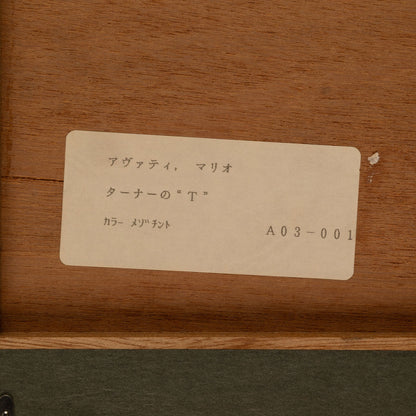 アヴァティ, マリオ
ターナーの“T”
ｶﾗｰ ﾒｿﾞﾁﾝﾄ
A03-001